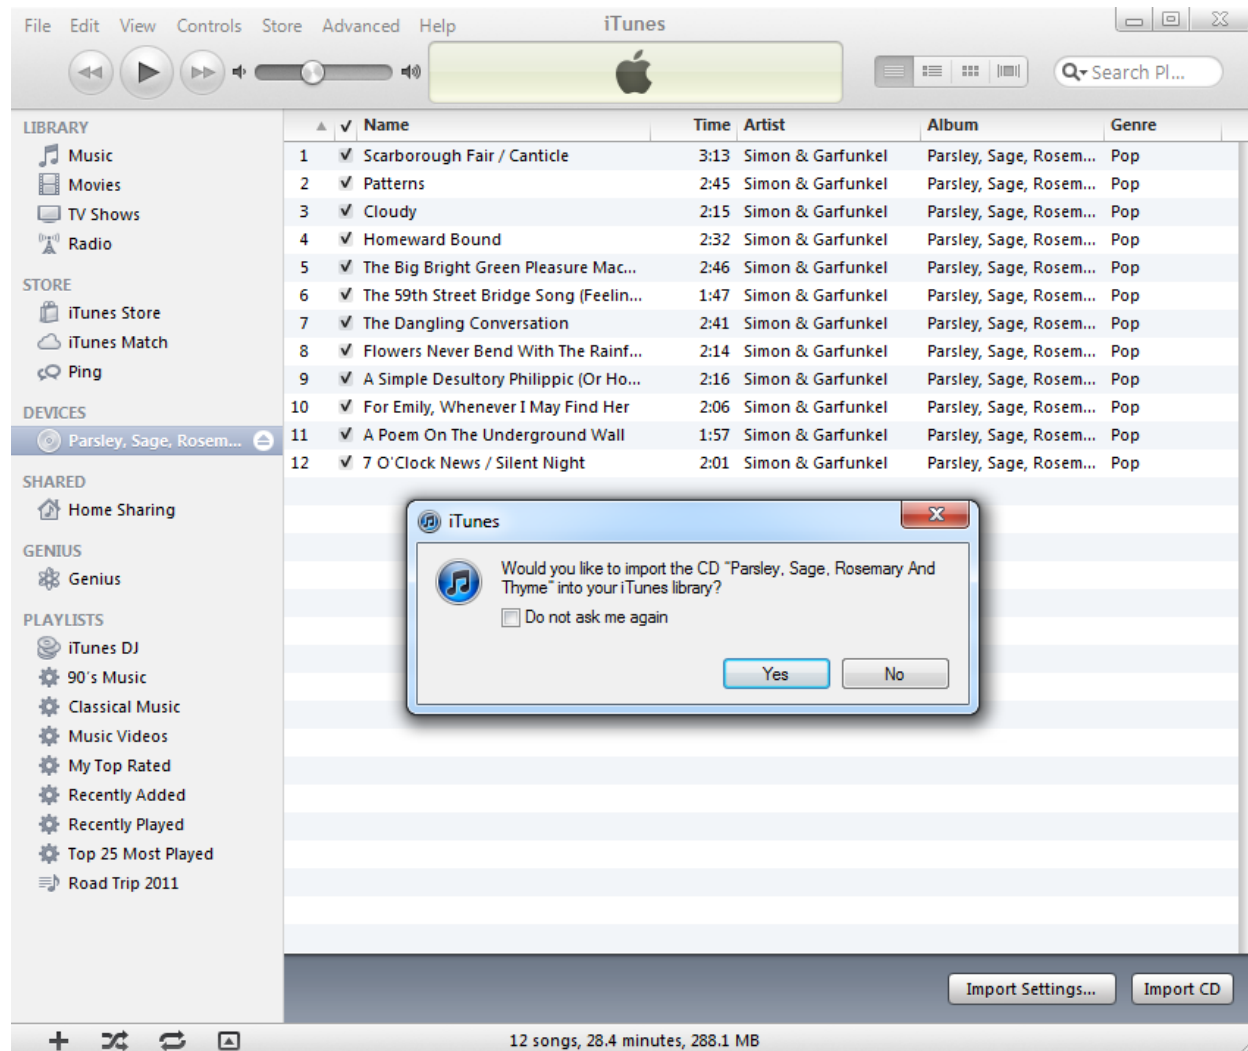 File Edit View Controls Store Advanced Help iTunes
Search Pl...
LIBRARY
Music
Movies
TV Shows
Radio
STORE
iTunes Store
iTunes Match
Ping
DEVICES
Parsley, Sage, Rosem...
SHARED
Home Sharing
GENIUS
Genius
PLAYLISTS
iTunes DJ
90's Music
Classical Music
Music Videos
My Top Rated
Recently Added
Recently Played
Top 25 Most Played
Road Trip 2011
Name Time Artist Album Genre
1 Scarborough Fair / Canticle 3:13 Simon & Garfunkel Parsley, Sage, Rosem... Pop
2 Patterns 2:45 Simon & Garfunkel Parsley, Sage, Rosem... Pop
3 Cloudy 2:15 Simon & Garfunkel Parsley, Sage, Rosem... Pop
4 Homeward Bound 2:32 Simon & Garfunkel Parsley, Sage, Rosem... Pop
5 The Big Bright Green Pleasure Mac... 2:46 Simon & Garfunkel Parsley, Sage, Rosem... Pop
6 The 59th Street Bridge Song (Feelin... 1:47 Simon & Garfunkel Parsley, Sage, Rosem... Pop
7 The Dangling Conversation 2:41 Simon & Garfunkel Parsley, Sage, Rosem... Pop
8 Flowers Never Bend With The Rainf... 2:14 Simon & Garfunkel Parsley, Sage, Rosem... Pop
9 A Simple Desultory Philippic (Or Ho... 2:16 Simon & Garfunkel Parsley, Sage, Rosem... Pop
10 For Emily, Whenever I May Find Her 2:06 Simon & Garfunkel Parsley, Sage, Rosem... Pop
11 A Poem On The Underground Wall 1:57 Simon & Garfunkel Parsley, Sage, Rosem... Pop
12 7 O'Clock News / Silent Night 2:01 Simon & Garfunkel Parsley, Sage, Rosem... Pop
iTunes
Would you like to import the CD "Parsley, Sage, Rosemary And
Thyme" into your iTunes library?
Do not ask me again
Yes No
Import Settings... Import CD
12 songs, 28.4 minutes, 288.1 MB